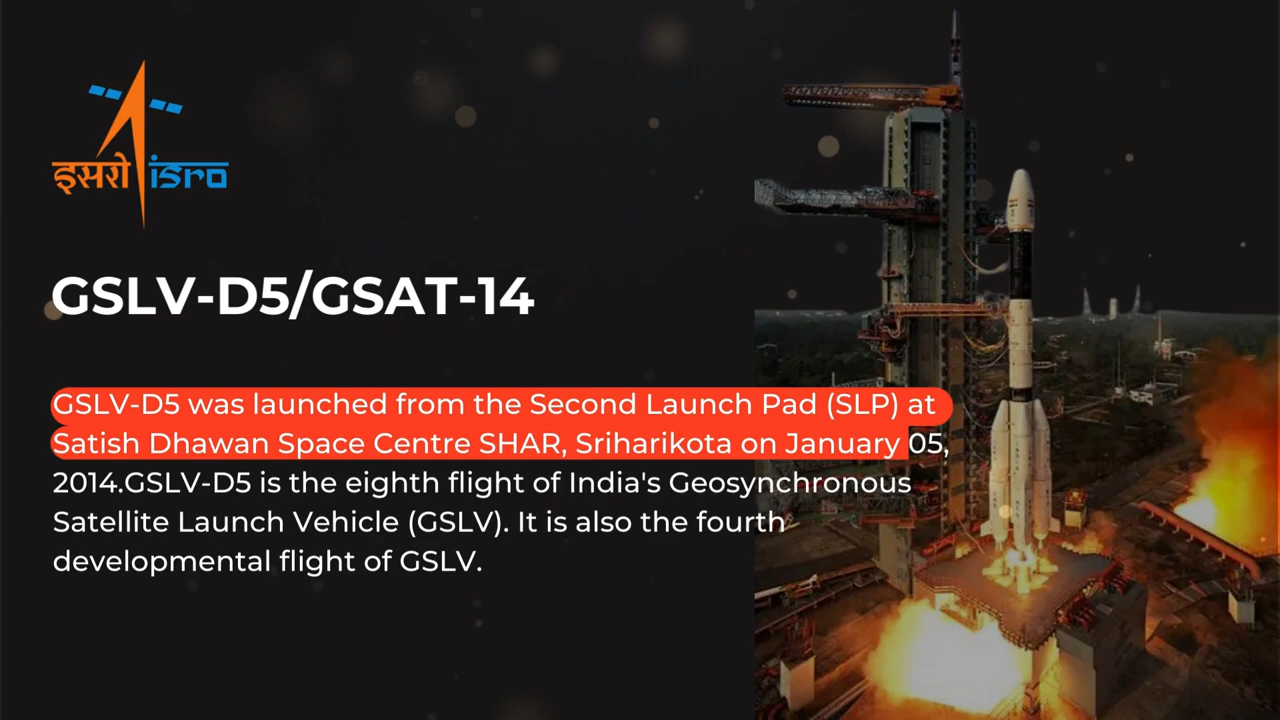 इसरो isro
GSLV-D5/GSAT-14
GSLV-D5 was launched from the Second Launch Pad (SLP) at
Satish Dhawan Space Centre SHAR, Sriharikota on January 05,
2014.GSLV-D5 is the eighth flight of India's Geosynchronous
Satellite Launch Vehicle (GSLV). It is also the fourth
developmental flight of GSLV.